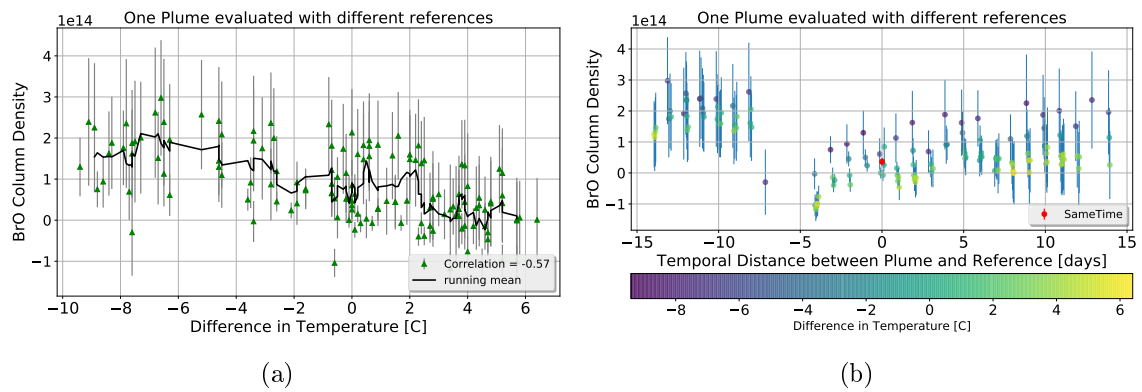 One Plume evaluated with different references
1e14
BrO Column Density
4
3
2
1
0
−1
Correlation = -0.57
running mean
−10 −8 −6 −4 −2 0 2 4 6
Difference in Temperature [C]
(a)
One Plume evaluated with different references
1e14
BrO Column Density
4
3
2
1
0
−1
SameTime
−15 −10 −5 0 5 10 15
Temporal Distance between Plume and Reference [days]
−8 −6 −4 −2 0 2 4 6
Difference in Temperature [C]
(b)